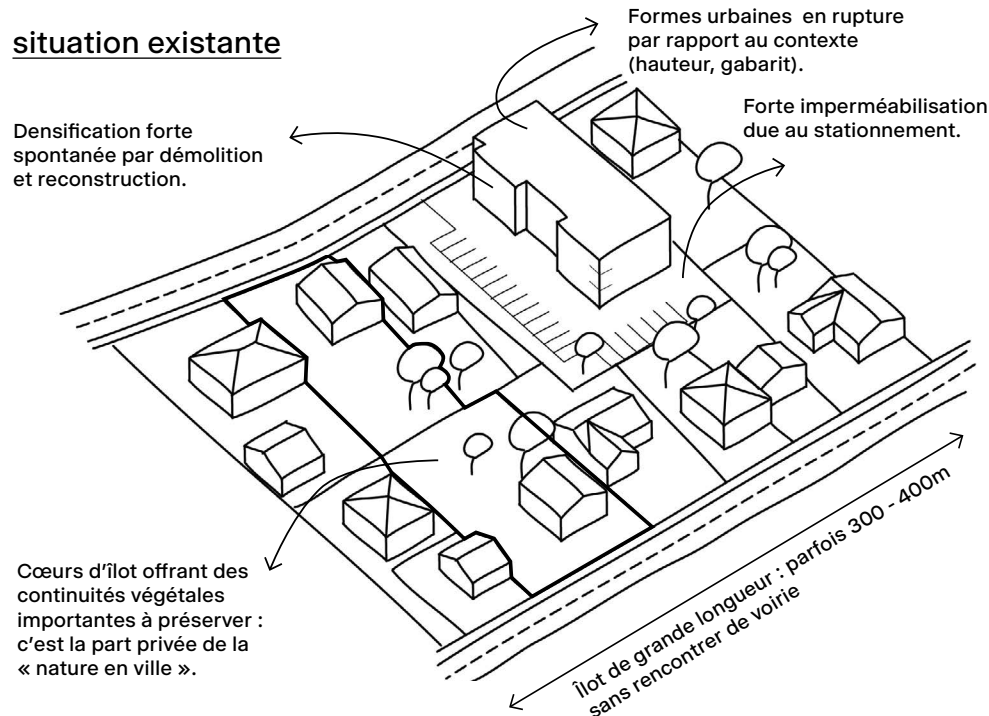 situation existante
Formes urbaines en rupture
par rapport au contexte
(hauteur, gabarit).
Densification forte
spontanée par démolition
et reconstruction.
Forte imperméabilisation
due au stationnement.
Cœurs d'îlot offrant des
continuités végétales
importantes à préserver :
c'est la part privée de la
« nature en ville ».
Îlot de grande longueur : parfois 300 - 400m
sans rencontrer de voirie